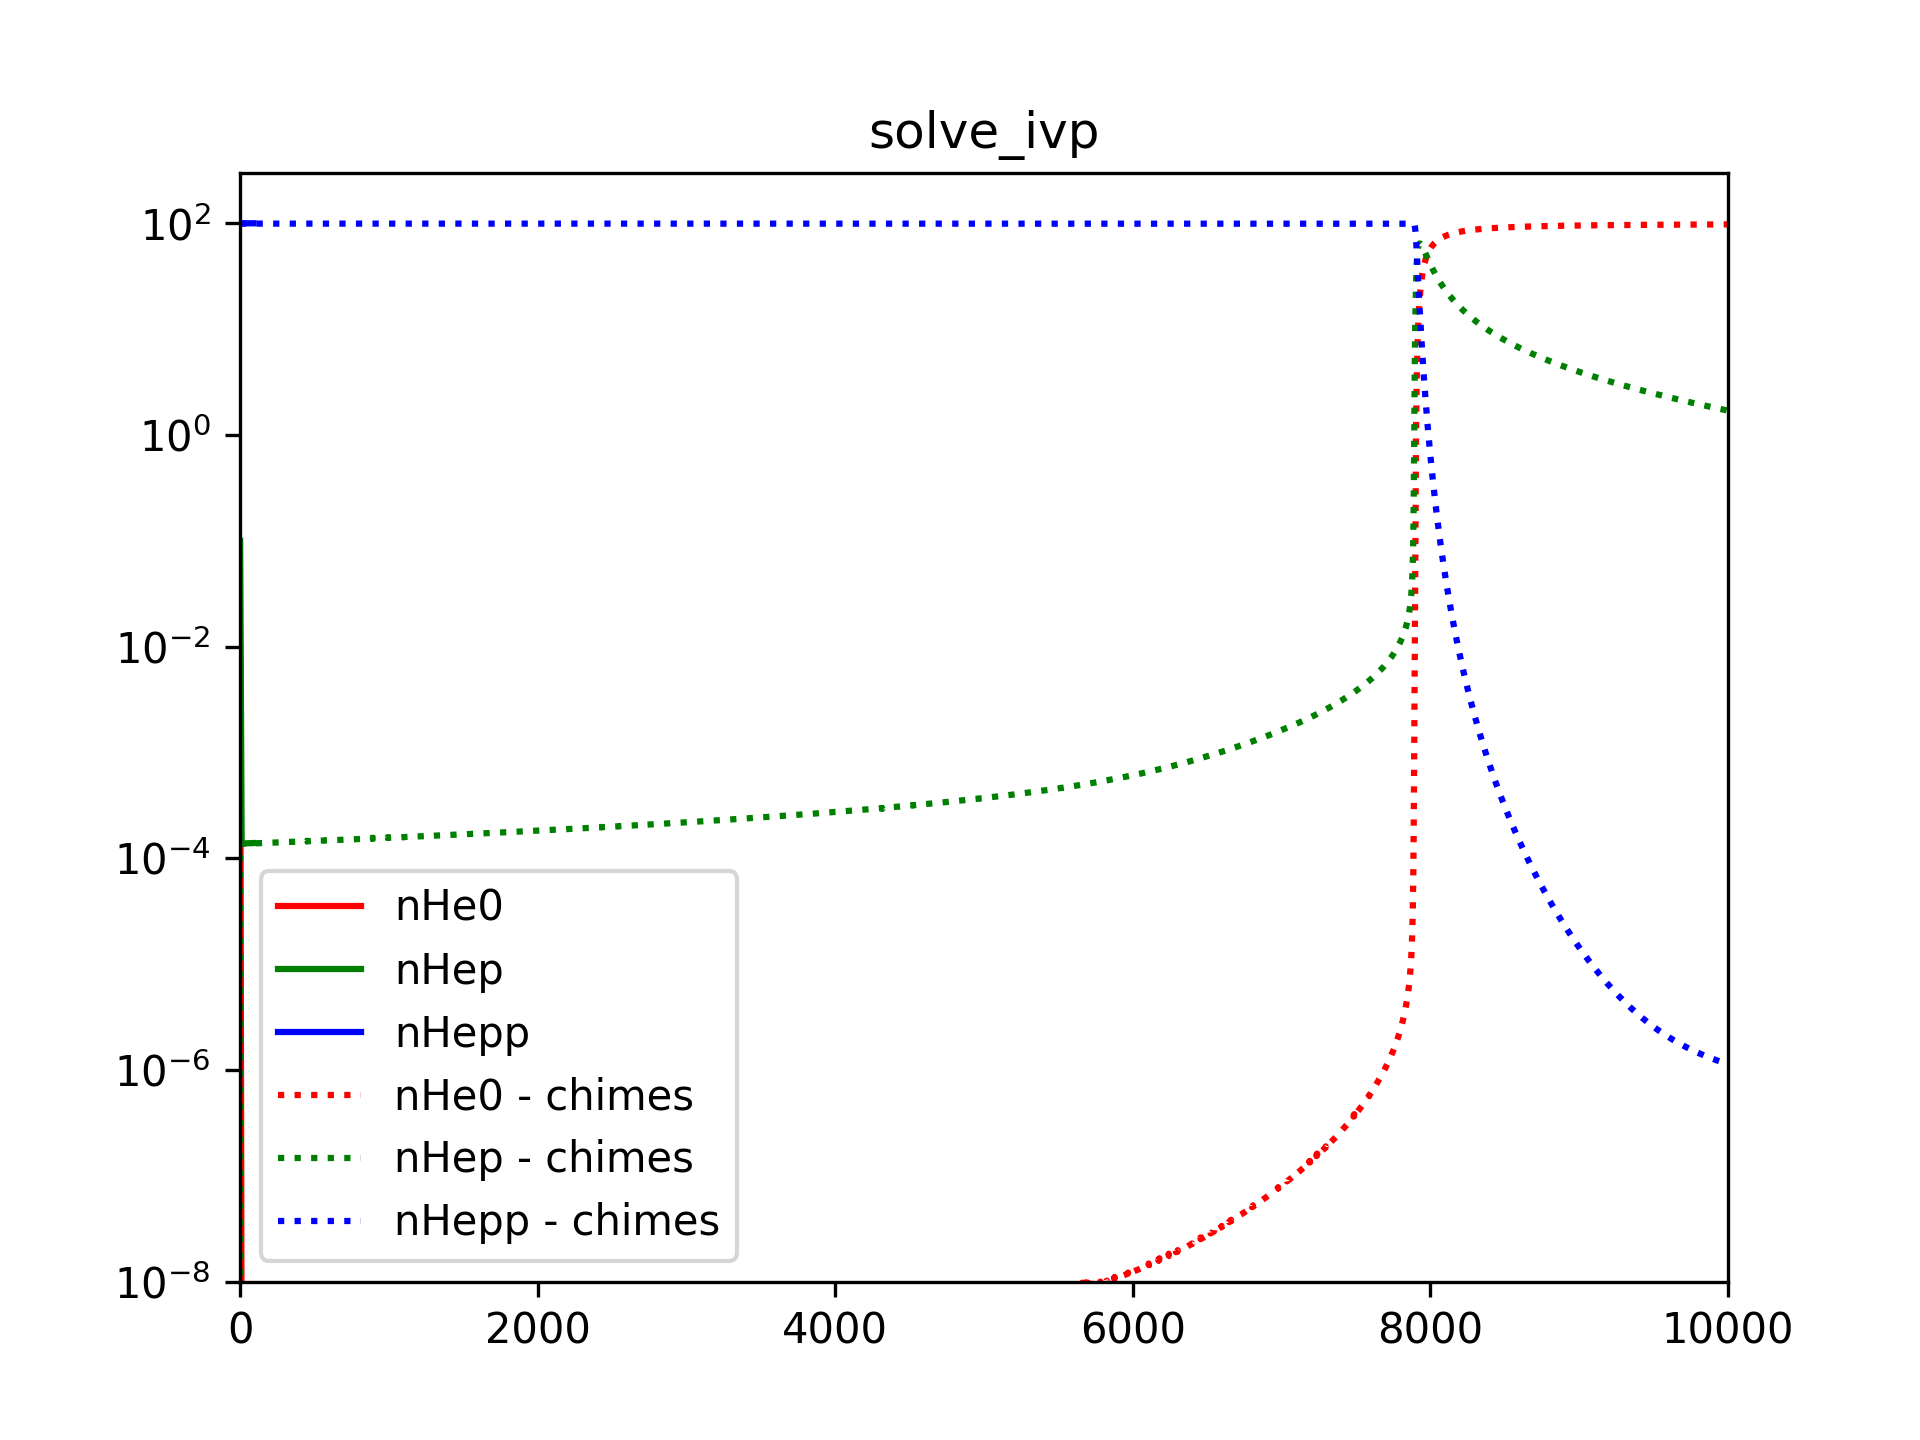 solve_ivp
10²
10⁰
10⁻²
10⁻⁴
10⁻⁶
10⁻⁸
nHe0
nHep
nHepp
nHe0 - chimes
nHep - chimes
nHepp - chimes
0 2000 4000 6000 8000 10000